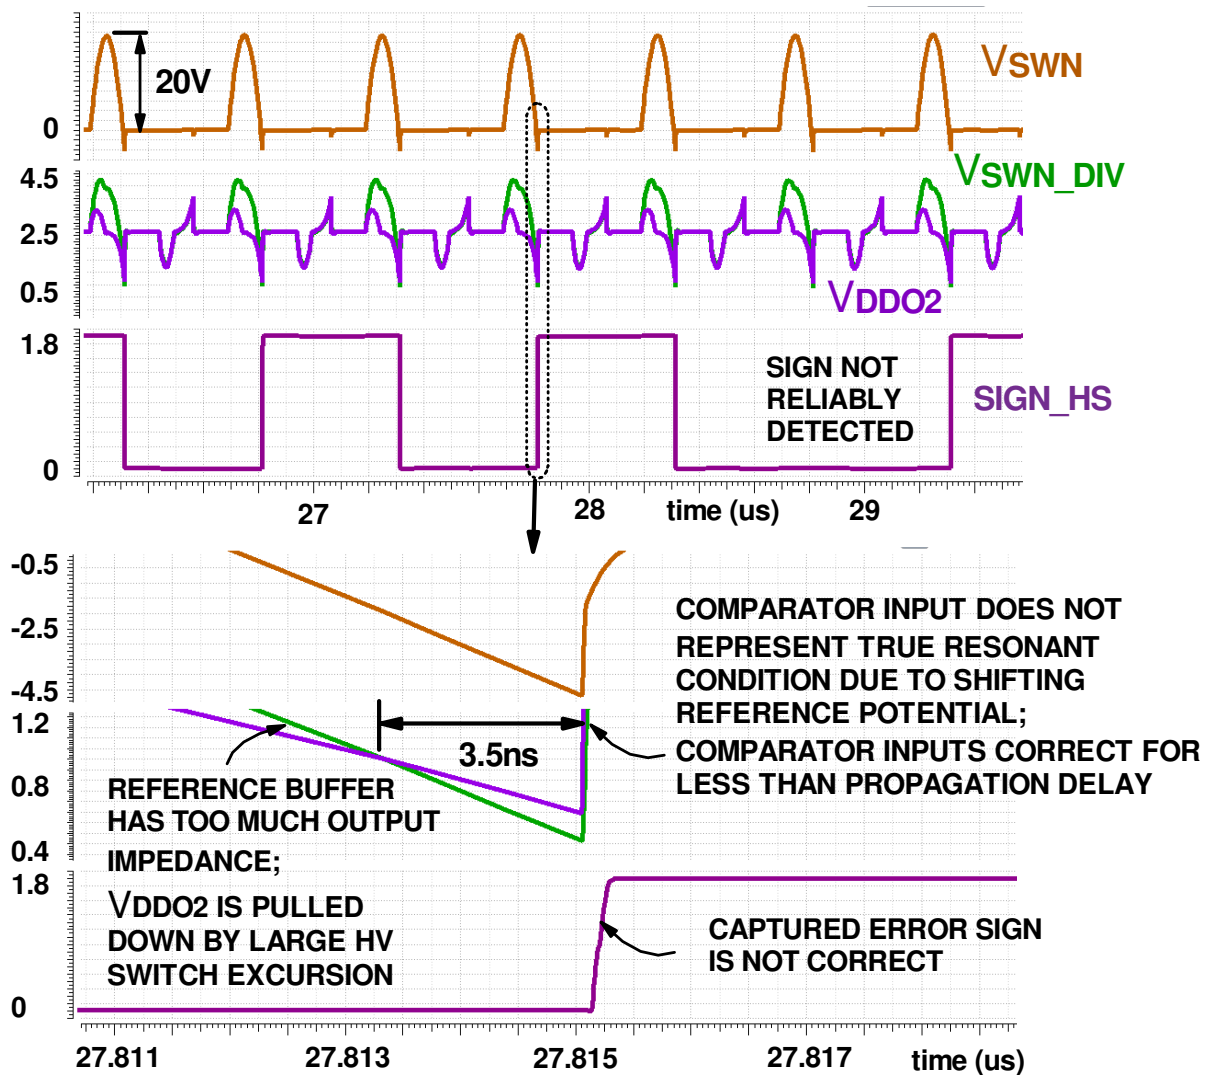 VSWN
20V
0
VSWN_DIV
4.5
2.5
0.5
VDDO2
1.8
SIGN NOT
RELIABLY
DETECTED
SIGN_HS
0
27
28
time (us)
29
-0.5
-2.5
-4.5
COMPARATOR INPUT DOES NOT
REPRESENT TRUE RESONANT
CONDITION DUE TO SHIFTING
REFERENCE POTENTIAL;
COMPARATOR INPUTS CORRECT FOR
LESS THAN PROPAGATION DELAY
1.2
0.8
0.4
3.5ns
REFERENCE BUFFER
HAS TOO MUCH OUTPUT
IMPEDANCE;
VDDO2 IS PULLED
DOWN BY LARGE HV
SWITCH EXCURSION
1.8
0
CAPTURED ERROR SIGN
IS NOT CORRECT
27.811
27.813
27.815
27.817
time (us)